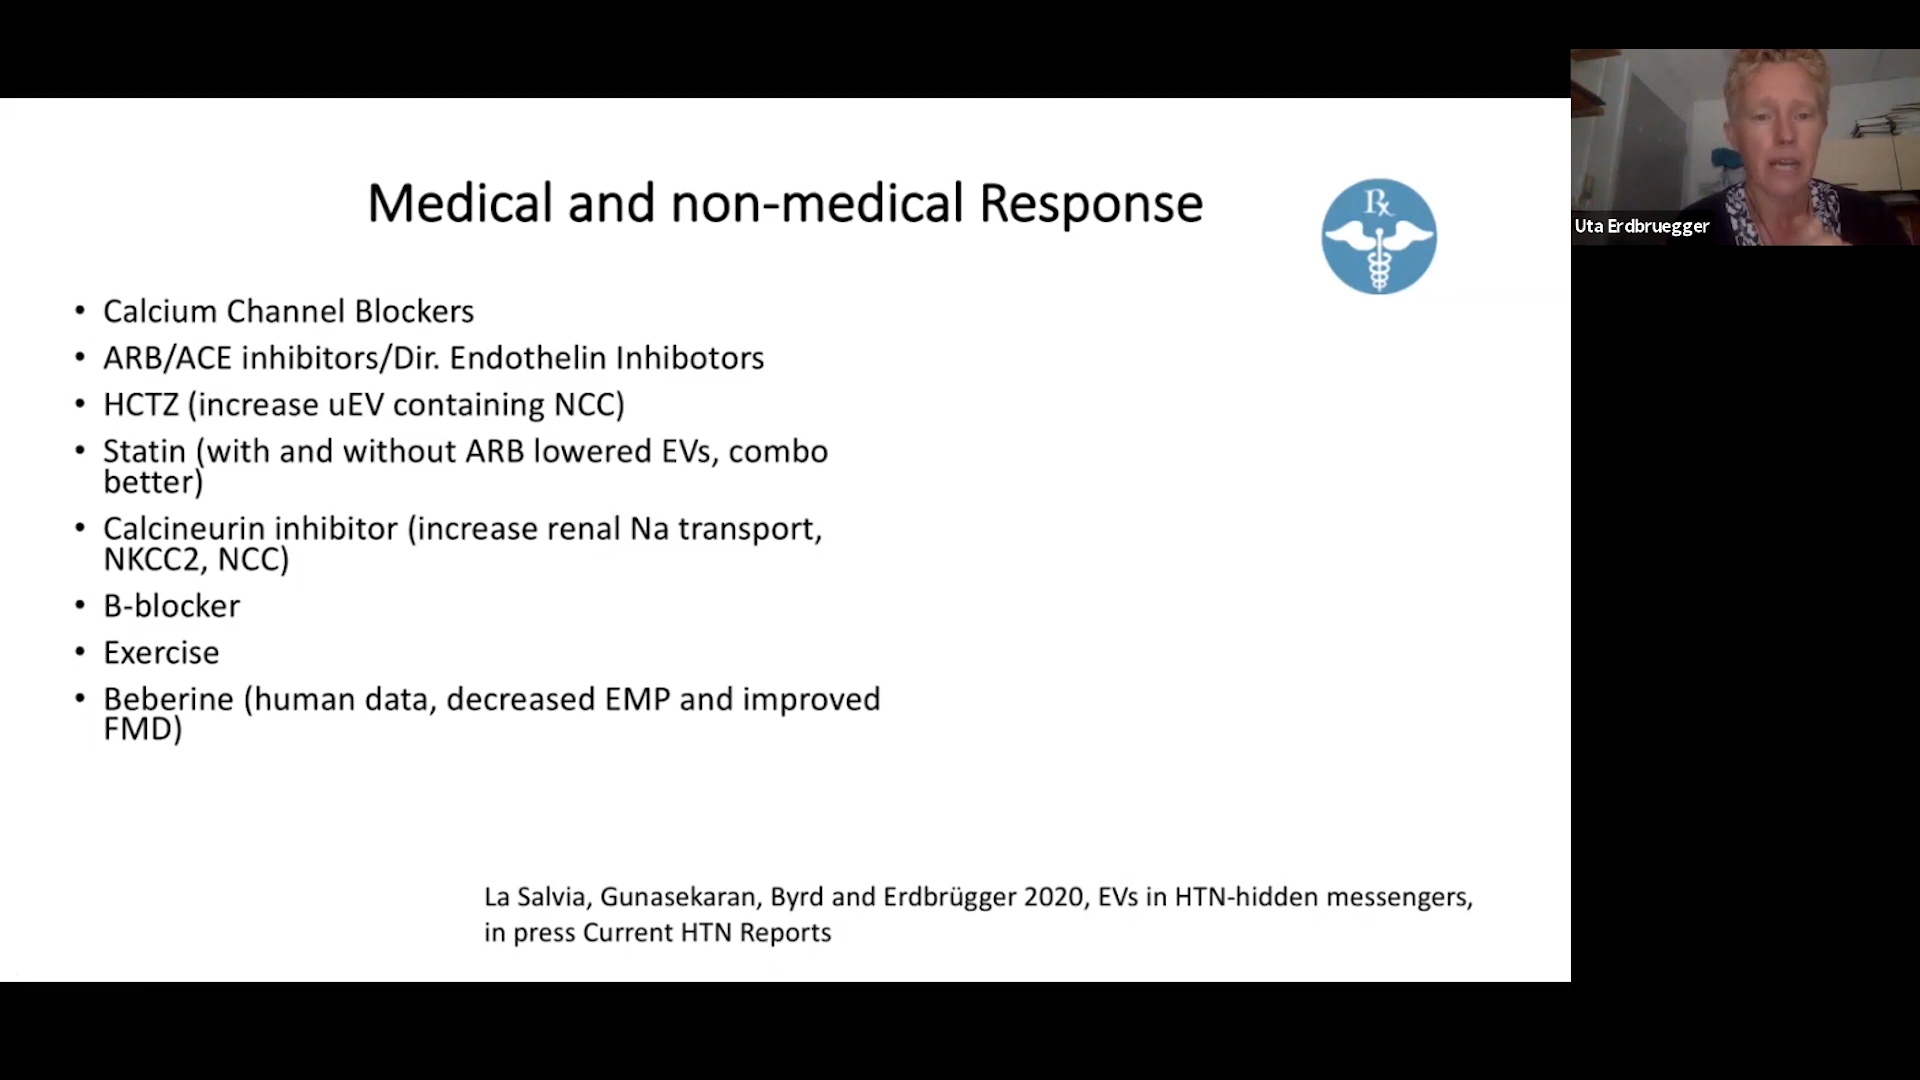 Medical and non-medical Response
Rx
• Calcium Channel Blockers
• ARB/ACE inhibitors/Dir. Endothelin Inhibotors
• HCTZ (increase uEV containing NCC)
• Statin (with and without ARB lowered EVs, combo
better)
• Calcineurin inhibitor (increase renal Na transport,
NKCC2, NCC)
• B-blocker
• Exercise
• Beberine (human data, decreased EMP and improved
FMD)
La Salvia, Gunasekaran, Byrd and Erdbrügger 2020, EVs in HTN-hidden messengers,
in press Current HTN Reports
Uta Erdbruegger